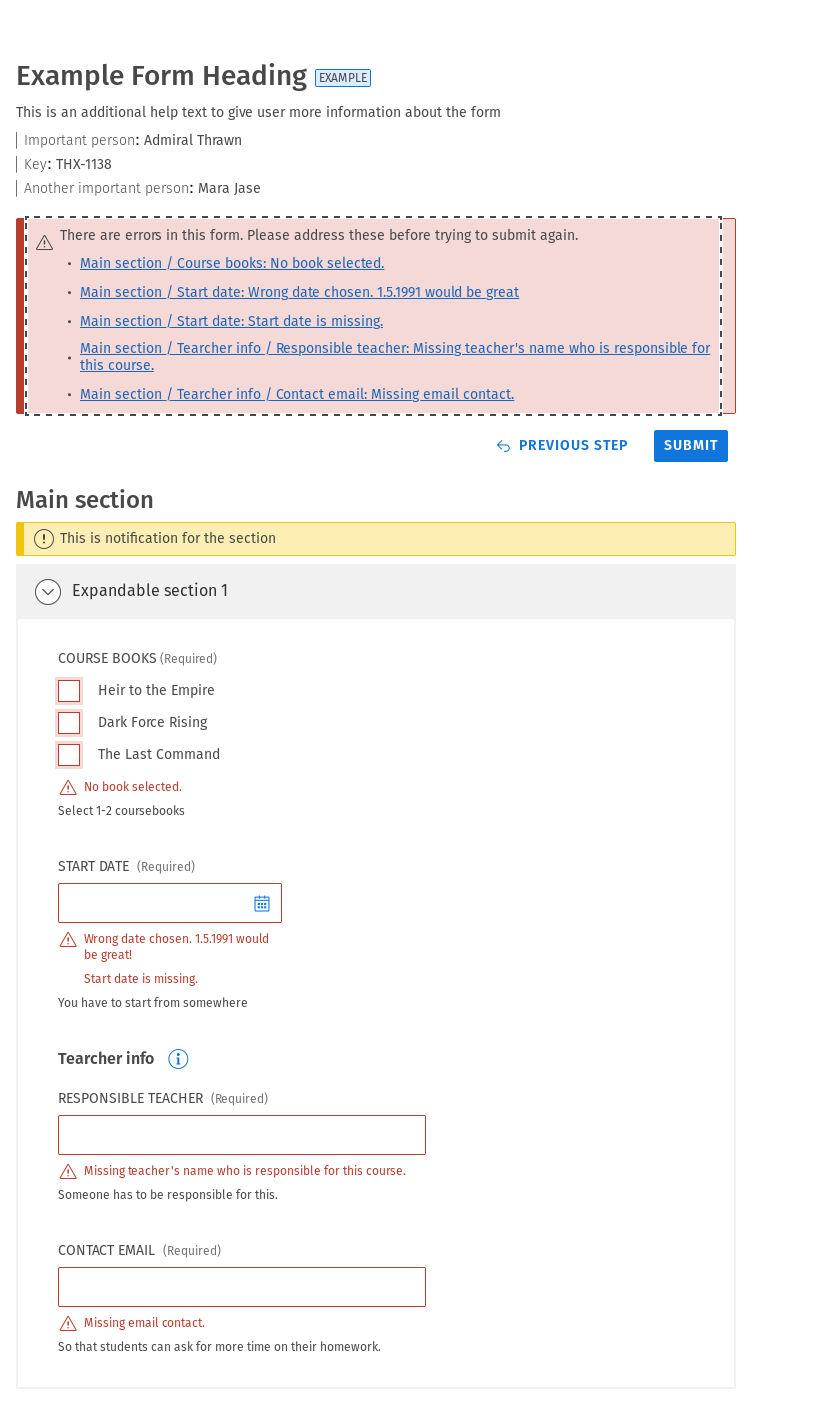 Example Form Heading EXAMPLE
This is an additional help text to give user more information about the form
Important person: Admiral Thrawn
Key: THX-1138
Another important person: Mara Jase
There are errors in this form. Please address these before trying to submit again.
• Main section / Course books: No book selected.
• Main section / Start date: Wrong date chosen. 1.5.1991 would be great
• Main section / Start date: Start date is missing.
• Main section / Tearcher info / Responsible teacher: Missing teacher's name who is responsible for
this course.
• Main section / Tearcher info / Contact email: Missing email contact.
PREVIOUS STEP SUBMIT
Main section
This is notification for the section
Expandable section 1
COURSE BOOKS (Required)
Heir to the Empire
Dark Force Rising
The Last Command
No book selected.
Select 1-2 coursebooks
START DATE (Required)
Wrong date chosen. 1.5.1991 would
be great!
Start date is missing.
You have to start from somewhere
Tearcher info
RESPONSIBLE TEACHER (Required)
Missing teacher's name who is responsible for this course.
Someone has to be responsible for this.
CONTACT EMAIL (Required)
Missing email contact.
So that students can ask for more time on their homework.